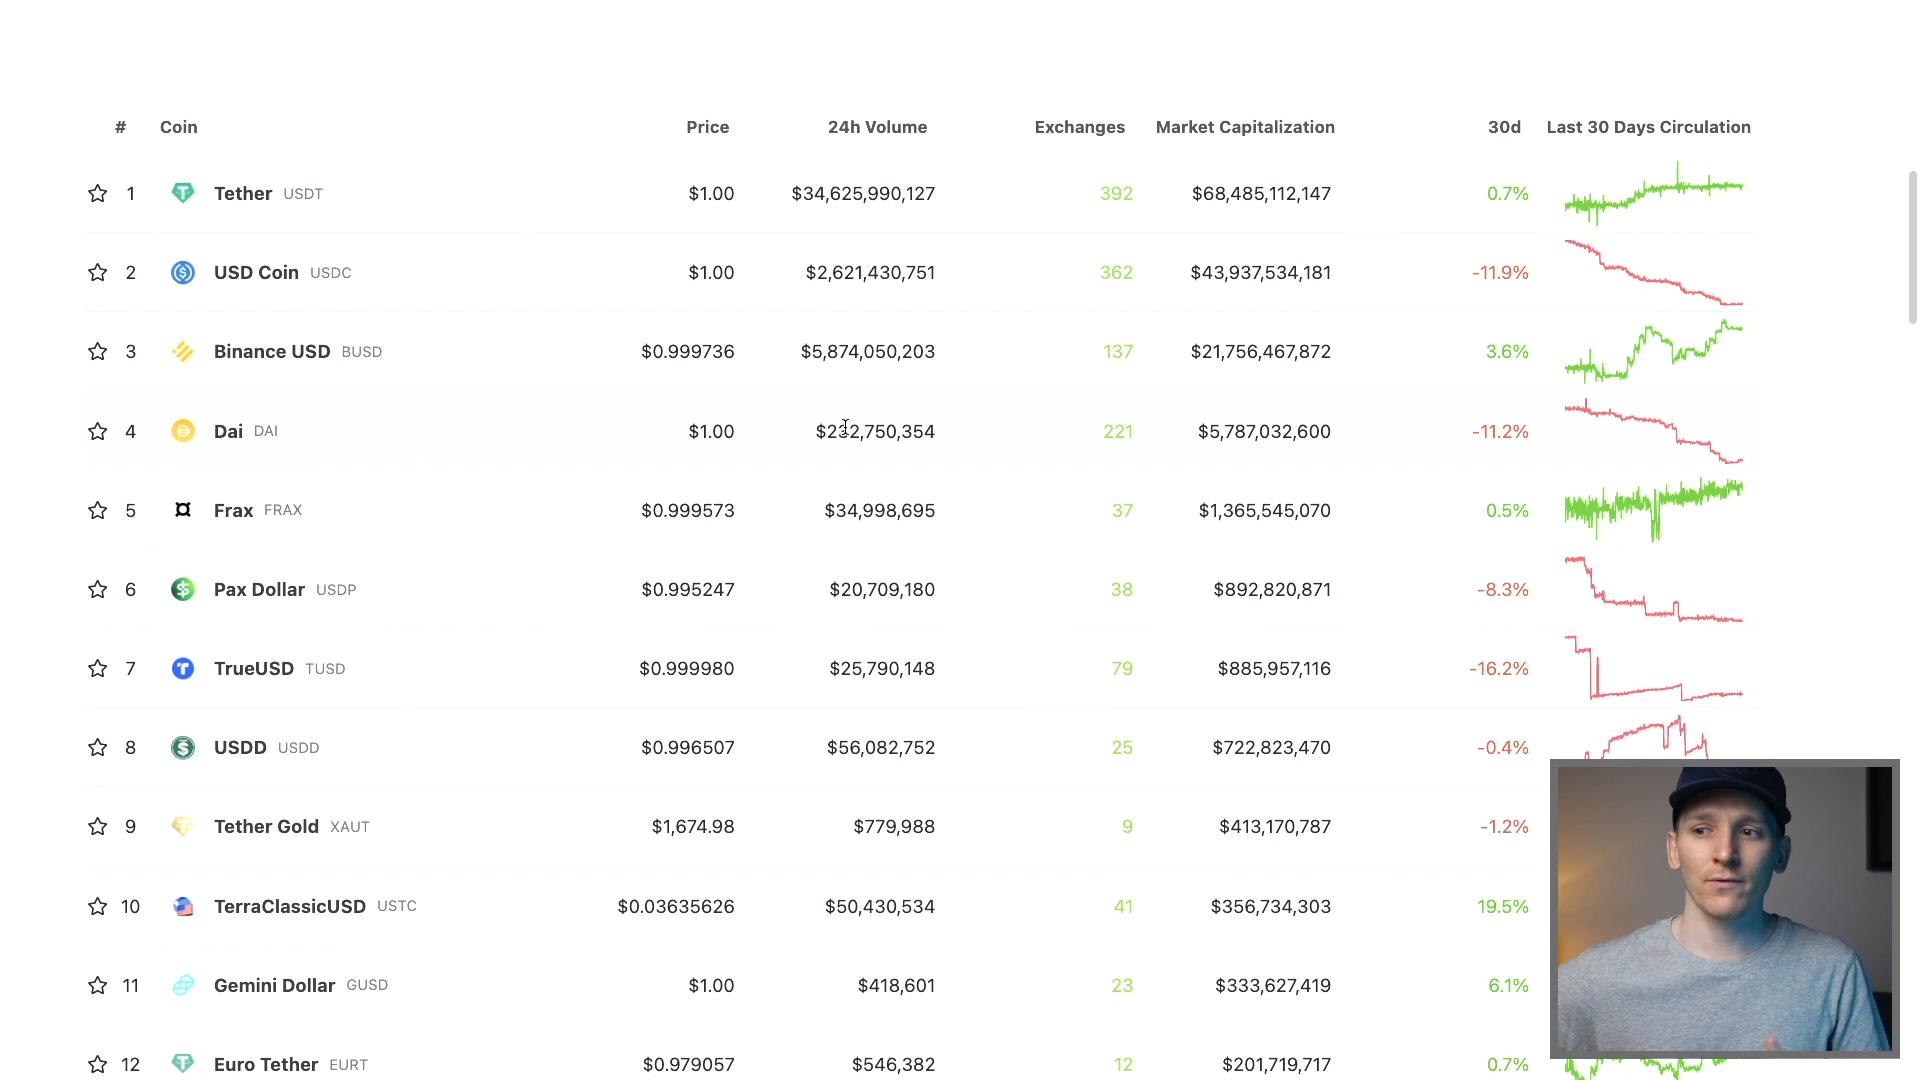 # Coin Price 24h Volume Exchanges Market Capitalization 30d Last 30 Days Circulation
1 Tether USDT $1.00 $34,625,990,127 392 $68,485,112,147 0.7%
2 USD Coin USDC $1.00 $2,621,430,751 362 $43,937,534,181 -11.9%
3 Binance USD BUSD $0.999736 $5,874,050,203 137 $21,756,467,872 3.6%
4 Dai DAI $1.00 $232,750,354 221 $5,787,032,600 -11.2%
5 Frax FRAX $0.999573 $34,998,695 37 $1,365,545,070 0.5%
6 Pax Dollar USDP $0.995247 $20,709,180 38 $892,820,871 -8.3%
7 TrueUSD TUSD $0.999980 $25,790,148 79 $885,957,116 -16.2%
8 USDD USDD $0.996507 $56,082,752 25 $722,823,470 -0.4%
9 Tether Gold XAUT $1,674.98 $779,988 9 $413,170,787 -1.2%
10 TerraClassicUSD USTC $0.03635626 $50,430,534 41 $356,734,303 19.5%
11 Gemini Dollar GUSD $1.00 $418,601 23 $333,627,419 6.1%
12 Euro Tether EURT $0.979057 $546,382 12 $201,719,717 0.7%